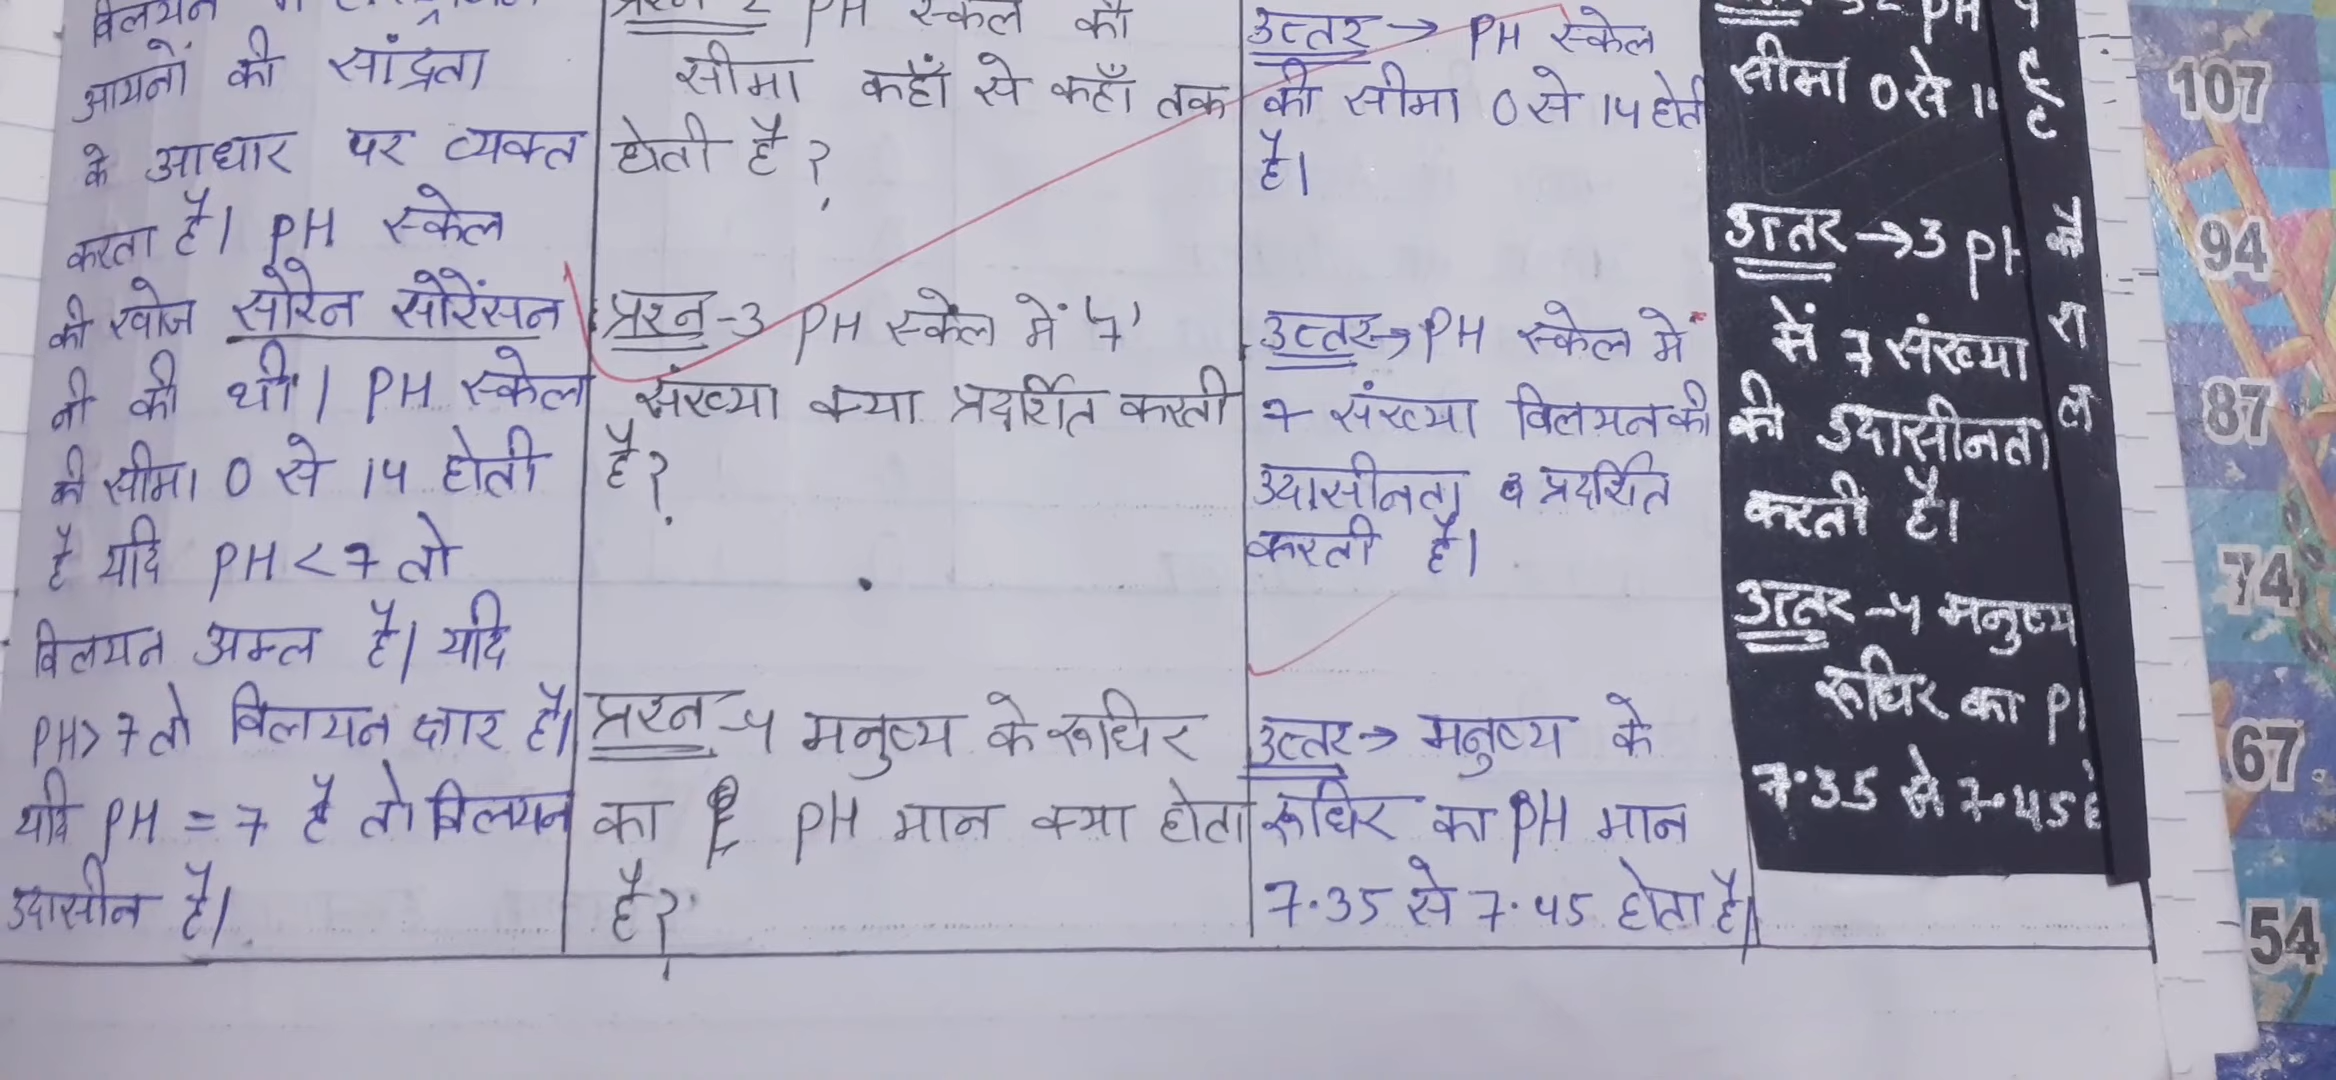 विलयन
आयनों की सांद्रता
के आधार पर व्यक्त
करता है। PH स्केल
की खोज सोरेन सोरेंसन
नी की थी। PH स्केल
की सीमा 0 से 14 होती
है यदि PH < 7 तो
विलयन अम्ल है। यदि
PH > 7 तो विलयन क्षार है।
यदि PH = 7 है तो विलयन
उदासीन है।
प्रश्न 2 PH स्केल की
सीमा कहाँ से कहाँ तक
होती है?
प्रश्न-3 PH स्केल में '7'
संख्या क्या प्रदर्शित करती
है?
प्रश्न-4 मनुष्य के रूधिर
का PH मान क्या होता
है?
उत्तर → PH स्केल
की सीमा 0 से 14 होती
है।
उत्तर → PH स्केल में
7 संख्या विलयन की
उदासीनता प्रदर्शित
करती है।
उत्तर → मनुष्य के
रूधिर का PH मान
7.35 से 7.45 होता है।
PH
सीमा 0 से
है
उत्तर → 3
में 7 संख्या
की उदासीनता
करती है।
उत्तर -4 मनुष्य
रूधिर का
7.35 से 7.45
107
94
87
74
67
54